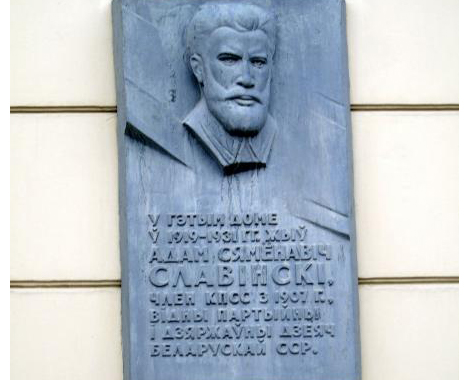 У ГЭТЫМ ДОМЕ
Ў 1919-1931 ГГ. ЖЫЎ
АДАМ СЯМЁНАВІЧ
СЛАВІНСКІ,
ЧЛЕН КПСС З 1907 Г.,
ВІДНЫ ПАРТЫЙНЫ
І ДЗЯРЖАЎНЫ ДЗЕЯЧ
БЕЛАРУСКАЙ ССР.